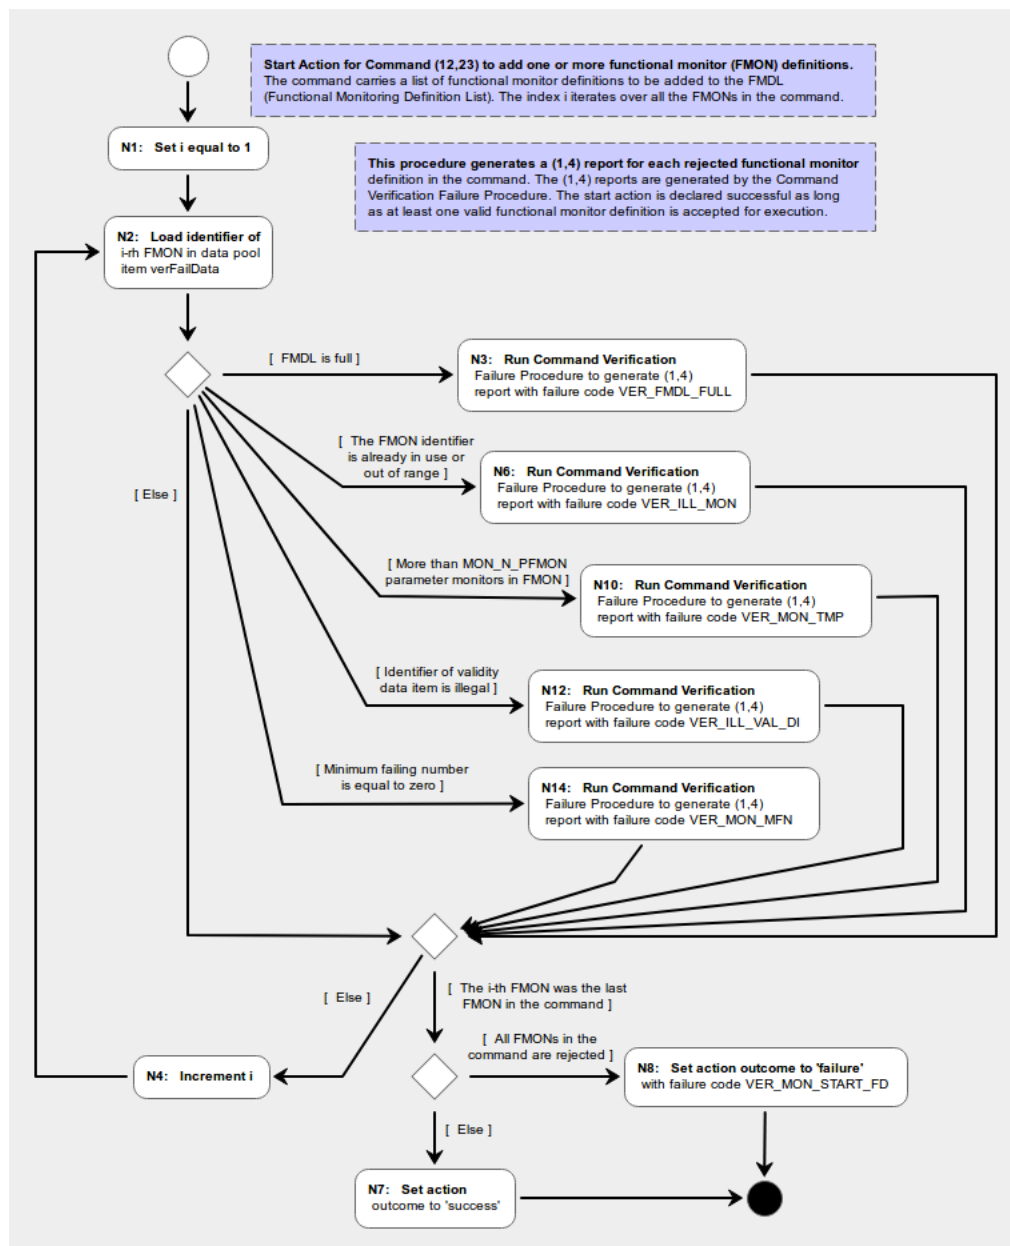 Start Action for Command (12,23) to add one or more functional monitor (FMON) definitions.
The command carries a list of functional monitor definitions to be added to the FMDL
(Functional Monitoring Definition List). The index i iterates over all the FMONs in the command.
N1: Set i equal to 1
This procedure generates a (1,4) report for each rejected functional monitor
definition in the command. The (1,4) reports are generated by the Command
Verification Failure Procedure. The start action is declared successful as long
as at least one valid functional monitor definition is accepted for execution.
N2: Load identifier of
i-rh FMON in data pool
item verFailData
[ FMDL is full ]
N3: Run Command Verification
Failure Procedure to generate (1,4)
report with failure code VER_FMDL_FULL
[ The FMON identifier
is already in use or
out of range ]
N6: Run Command Verification
Failure Procedure to generate (1,4)
report with failure code VER_ILL_MON
[ Else ]
[ More than MON_N_PFMON
parameter monitors in FMON ]
N10: Run Command Verification
Failure Procedure to generate (1,4)
report with failure code VER_MON_TMP
[ Identifier of validity
data item is illegal ]
N12: Run Command Verification
Failure Procedure to generate (1,4)
report with failure code VER_ILL_VAL_DI
[ Minimum failing number
is equal to zero ]
N14: Run Command Verification
Failure Procedure to generate (1,4)
report with failure code VER_MON_MFN
[ Else ]
[ The i-th FMON was the last
FMON in the command ]
[ All FMONs in the
command are rejected ]
N4: Increment i
N8: Set action outcome to 'failure'
with failure code VER_MON_START_FD
[ Else ]
N7: Set action
outcome to 'success'